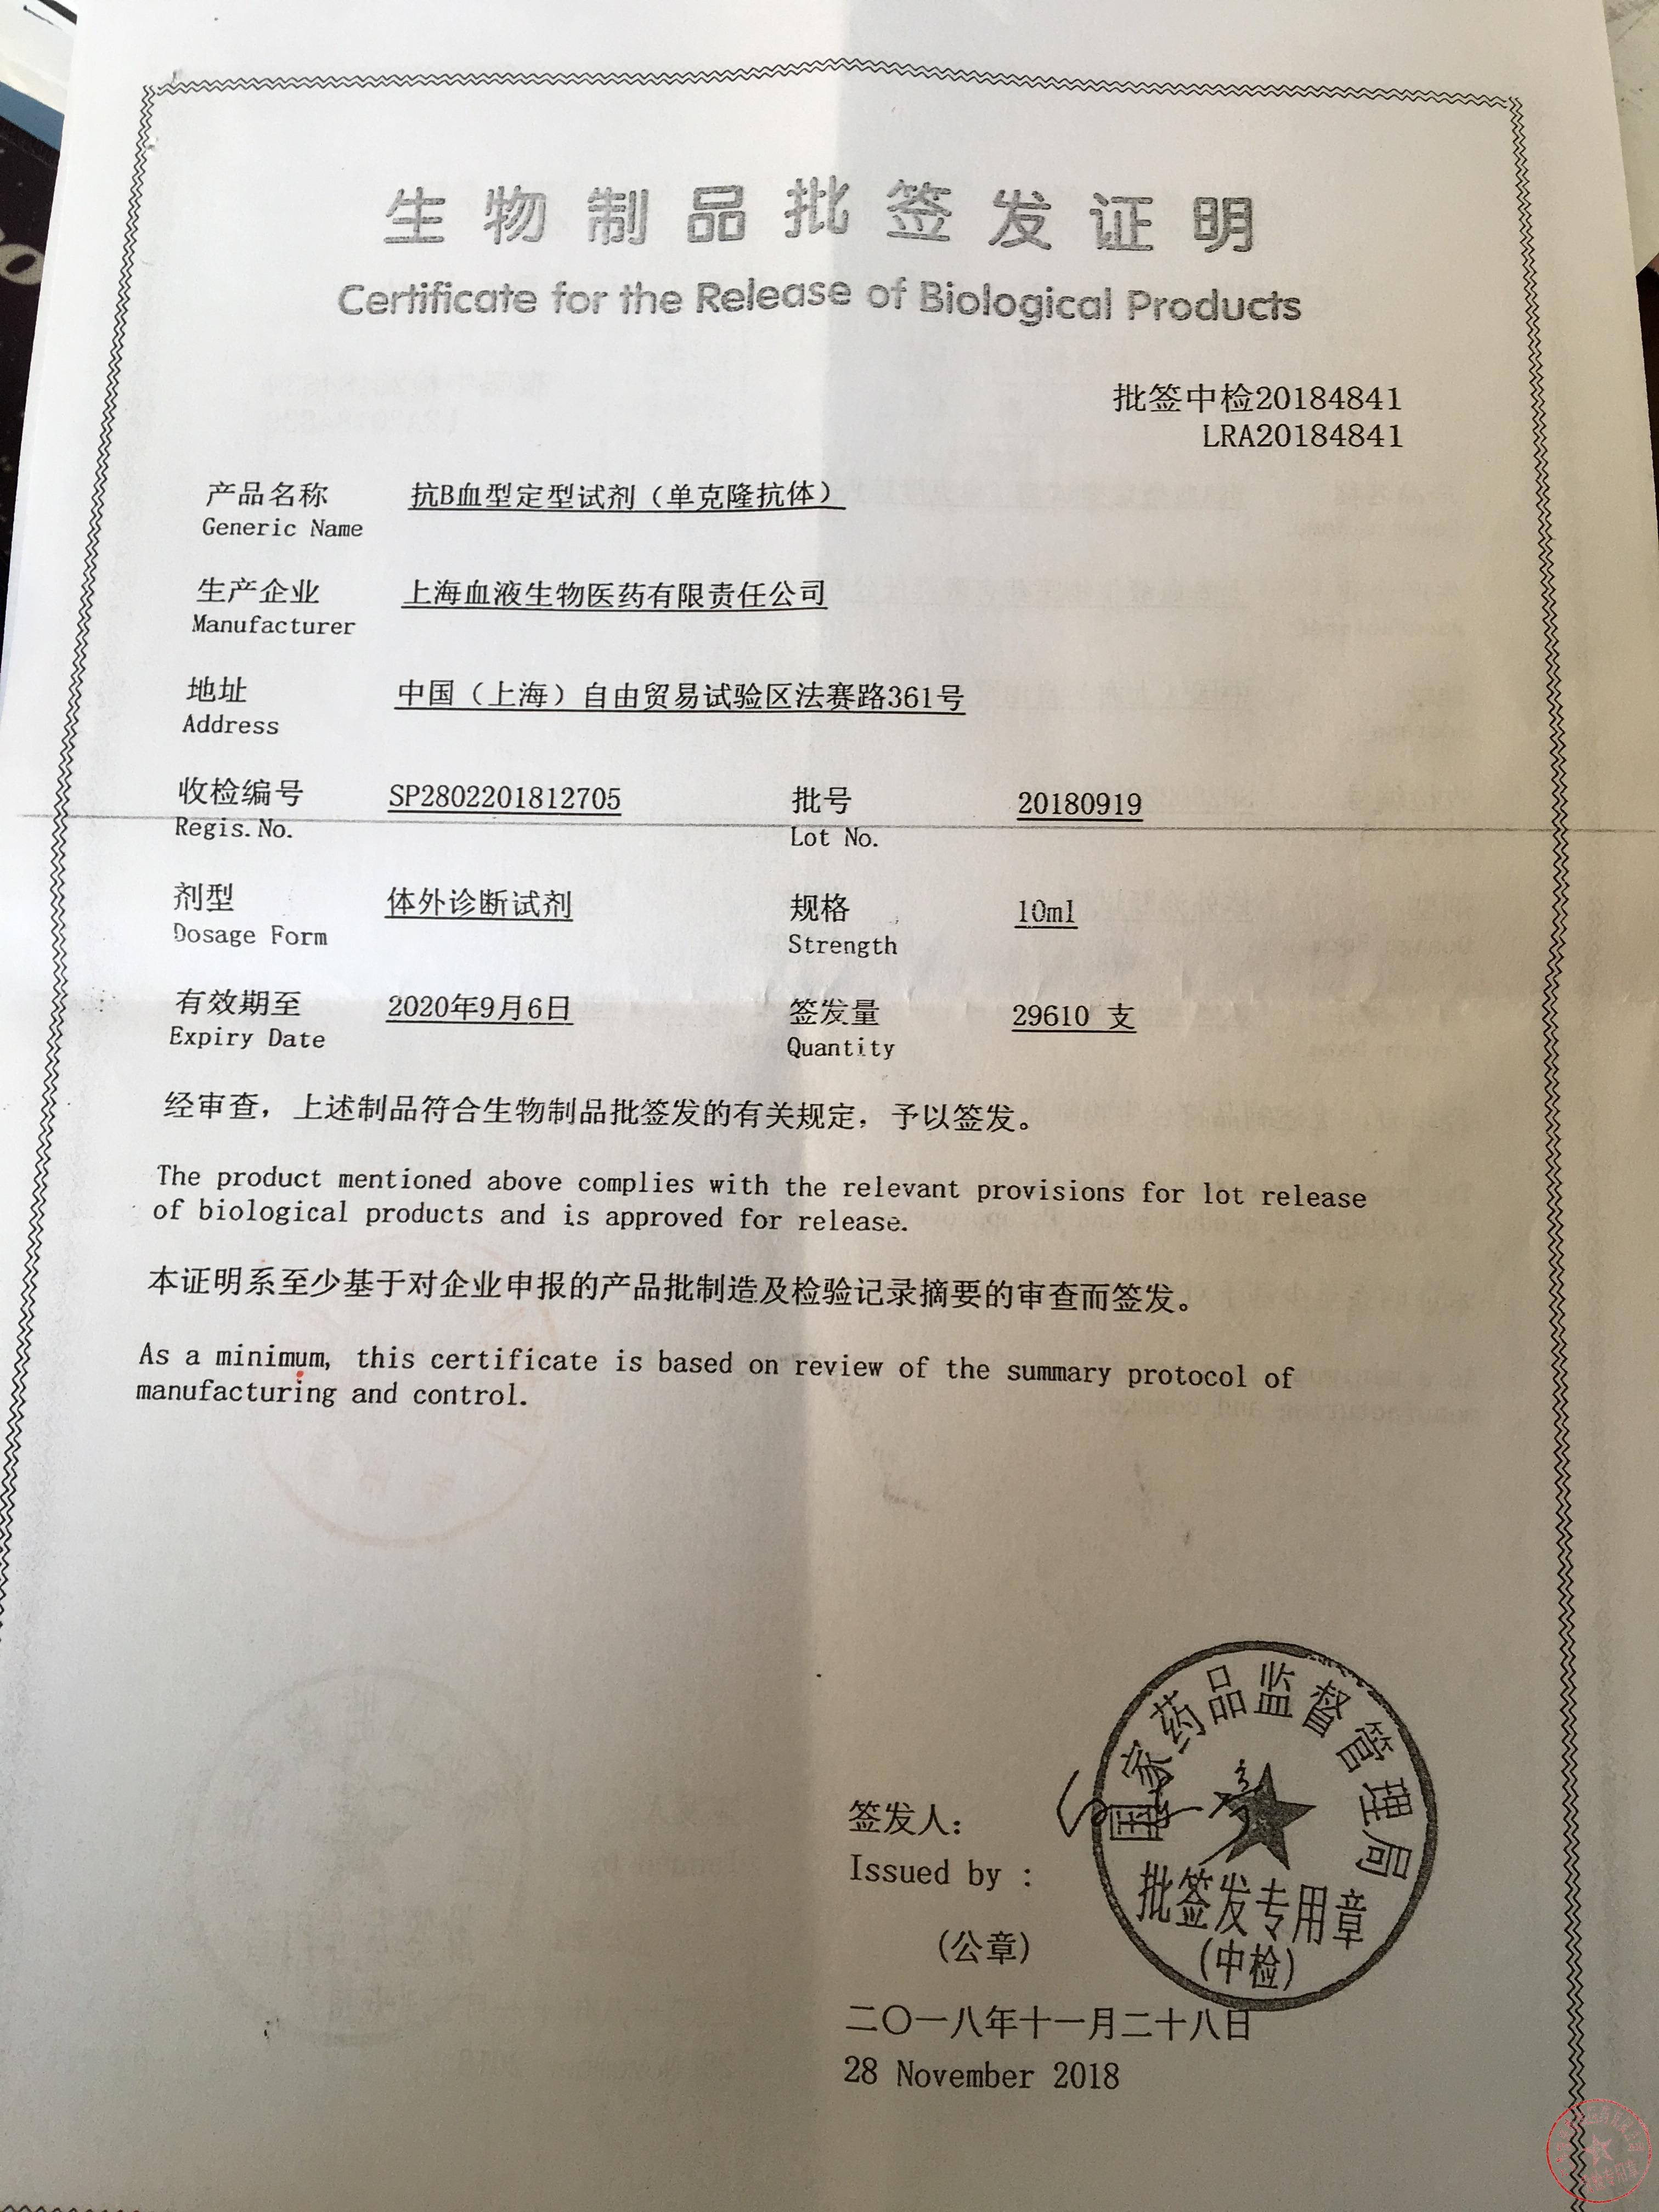 生物制品批签发证明
Certificate for the Release of Biological Products
批签中检20184841
LRA20184841
产品名称 抗B血型定型试剂（单克隆抗体）
Generic Name
生产企业 上海血液生物医药有限责任公司
Manufacturer
地址 中国（上海）自由贸易试验区法赛路361号
Address
收检编号 SP2802201812705 批号 20180919
Regis.No. Lot No.
剂型 体外诊断试剂 规格 10ml
Dosage Form Strength
有效期至 2020年9月6日 签发量 29610 支
Expiry Date Quantity
经审查，上述制品符合生物制品批签发的有关规定，予以签发。
The product mentioned above complies with the relevant provisions for lot release
of biological products and is approved for release.
本证明系至少基于对企业申报的产品批制造及检验记录摘要的审查而签发。
As a minimum, this certificate is based on review of the summary protocol of
manufacturing and control.
国家药品监督管理局
批签发专用章
(中检)
签发人：
Issued by :
(公章)
二〇一八年十一月二十八日
28 November 2018